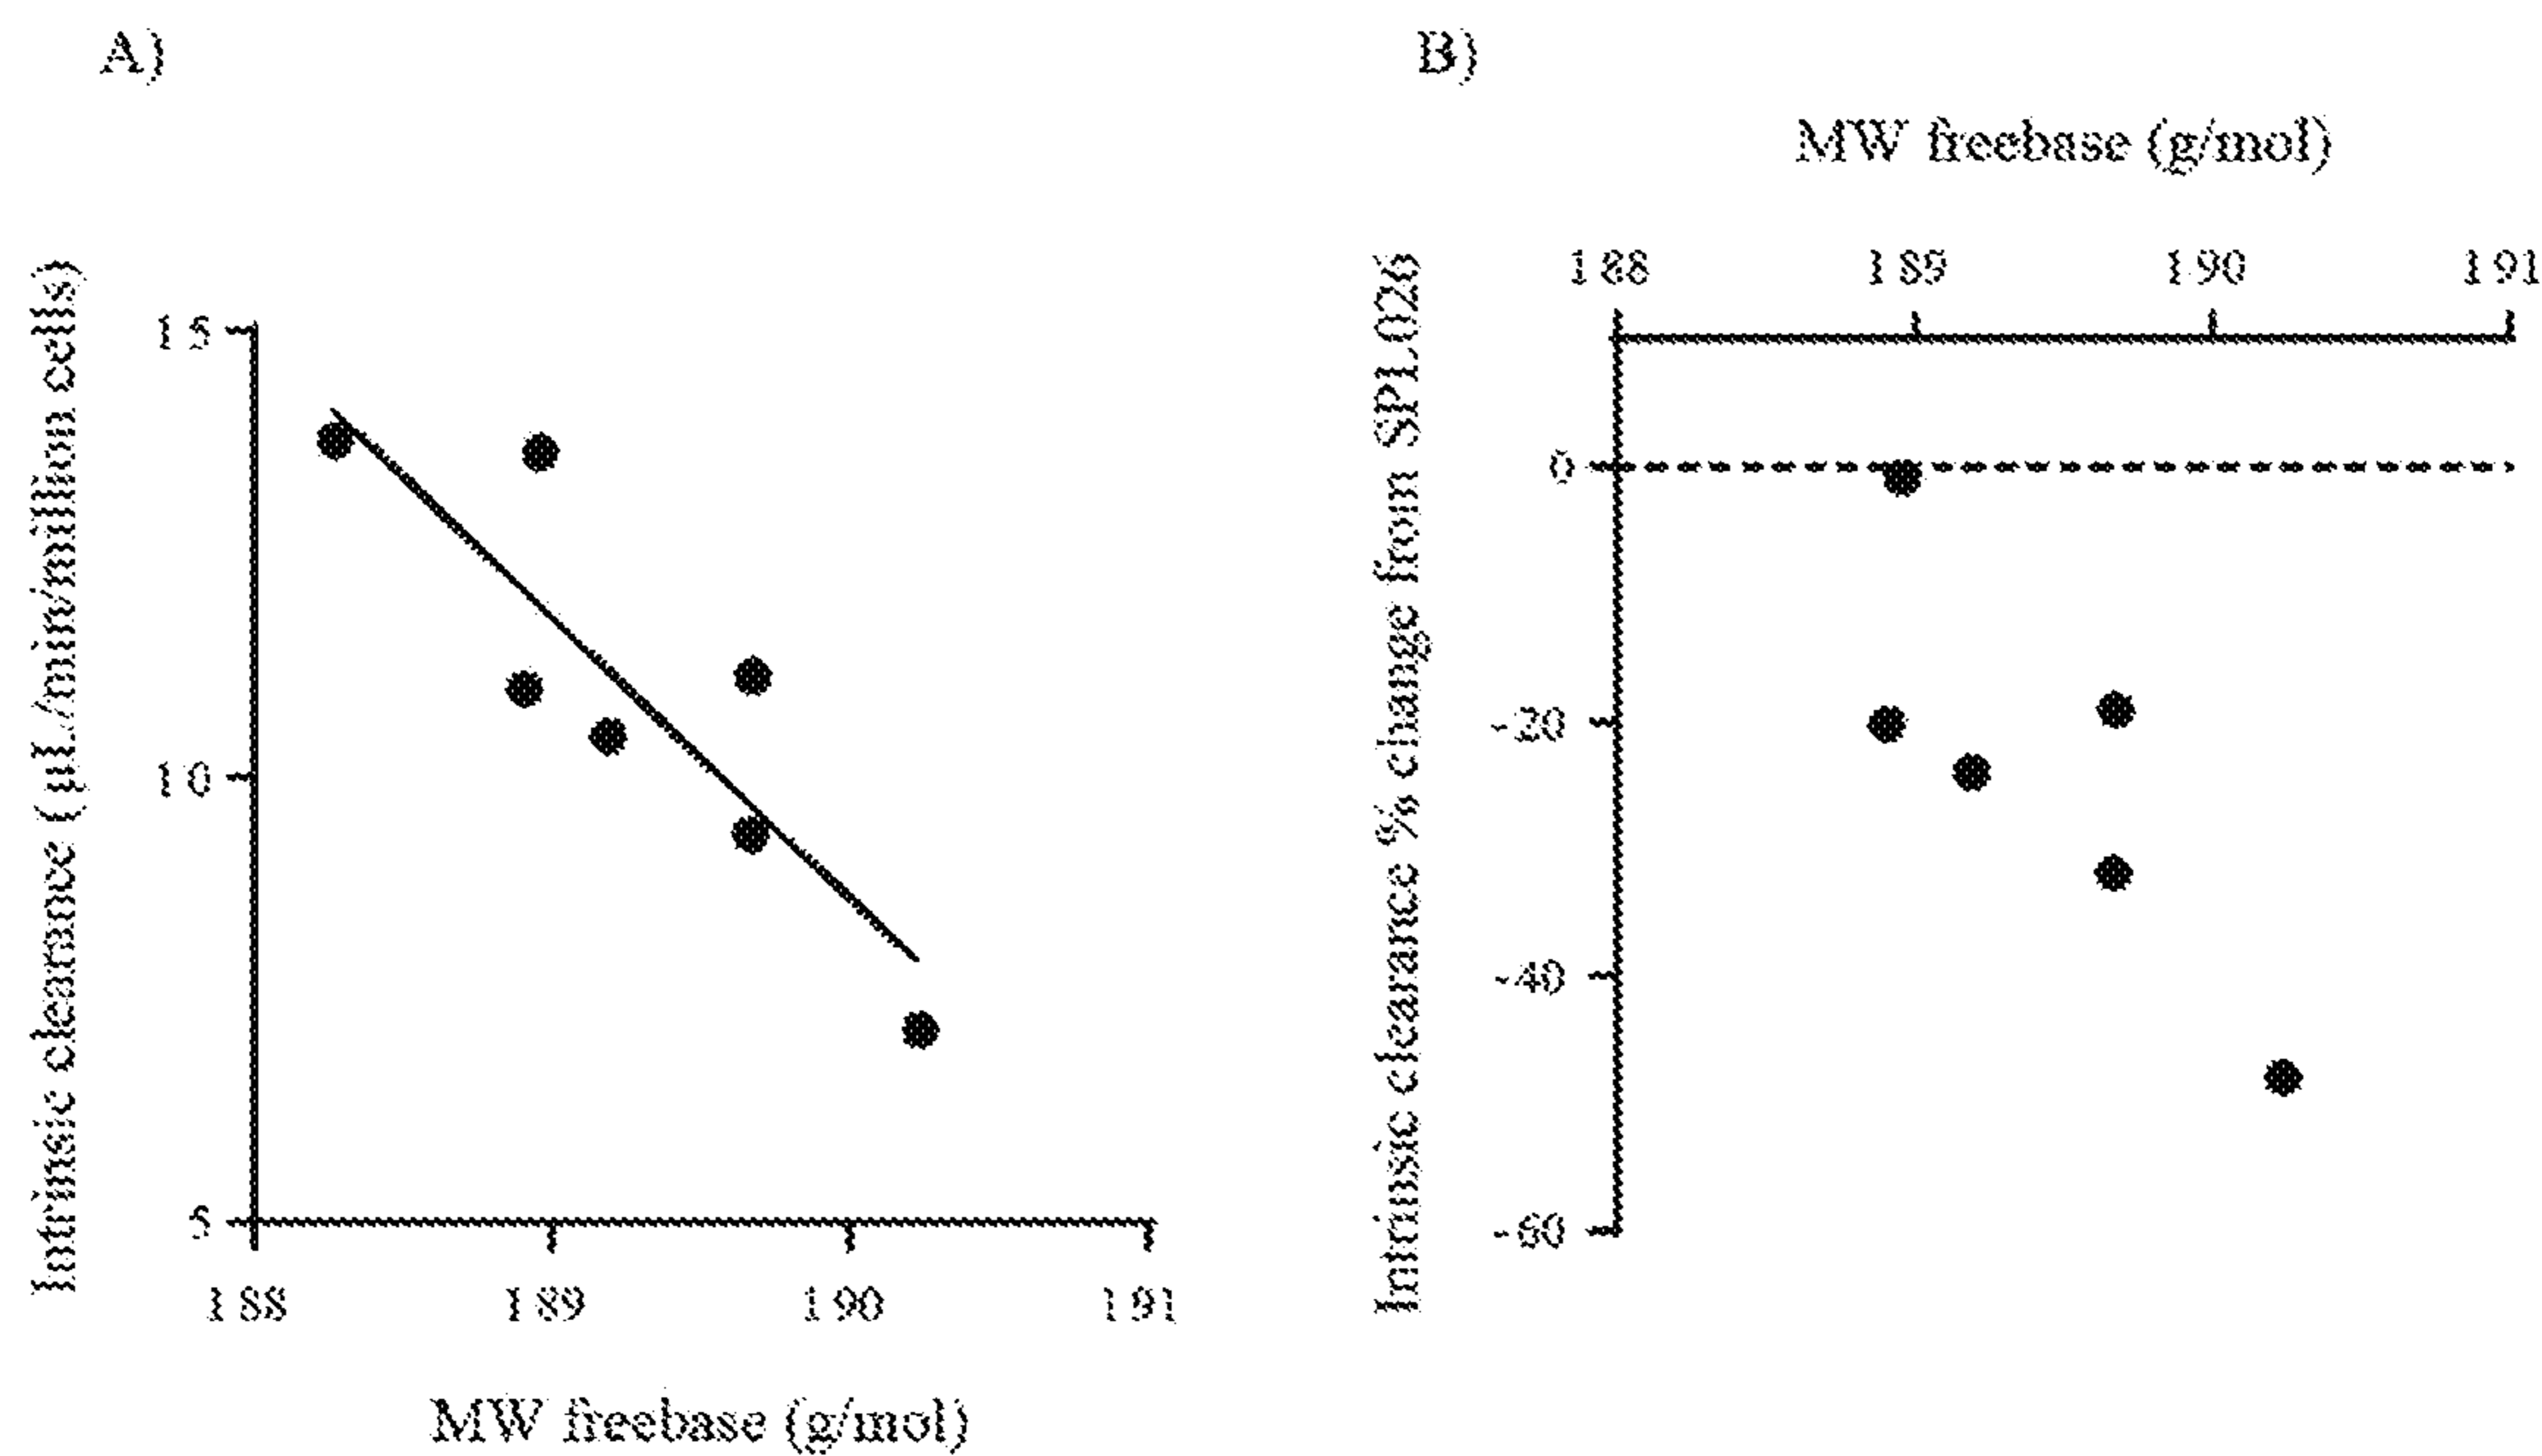 A)
Intrinsic clearance (µL/min/million cells)
15
10
5
188 189 190 191
MW freebase (g/mol)
B)
MW freebase (g/mol)
188 189 190 191
Intrinsic clearance % change from SPL026
0
-20
-40
-60